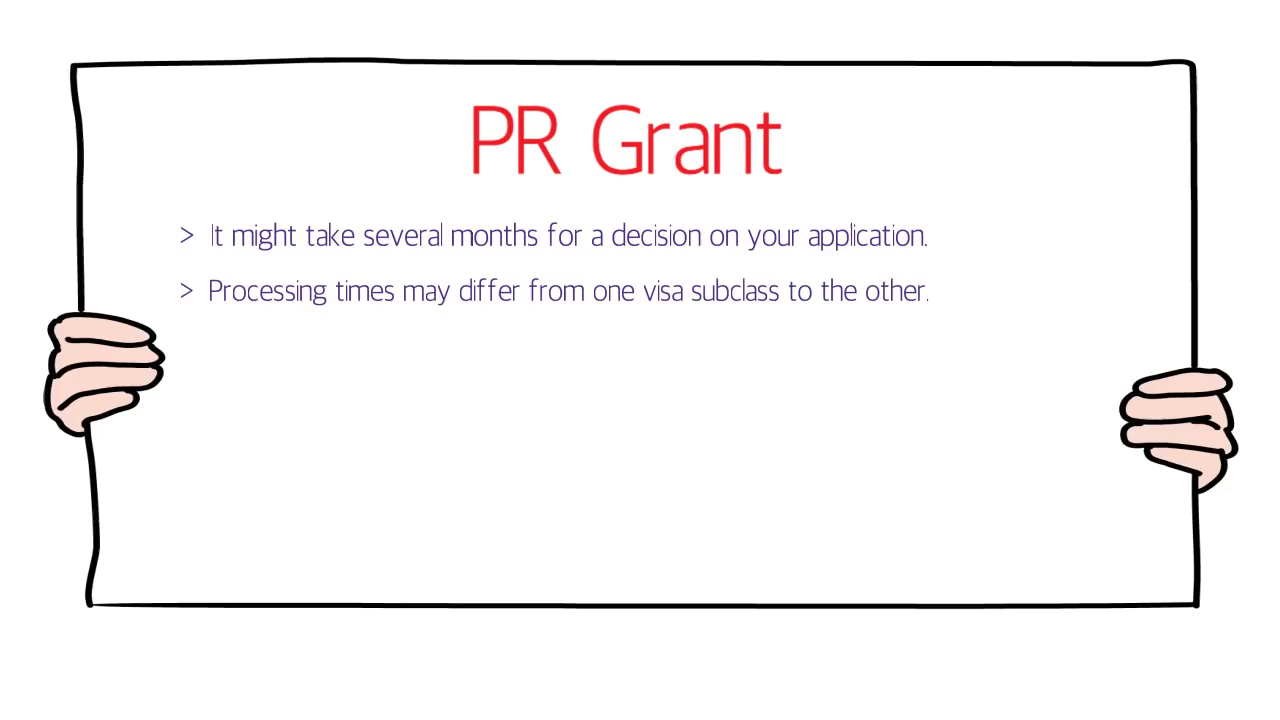 PR Grant
> It might take several months for a decision on your application.
> Processing times may differ from one visa subclass to the other.